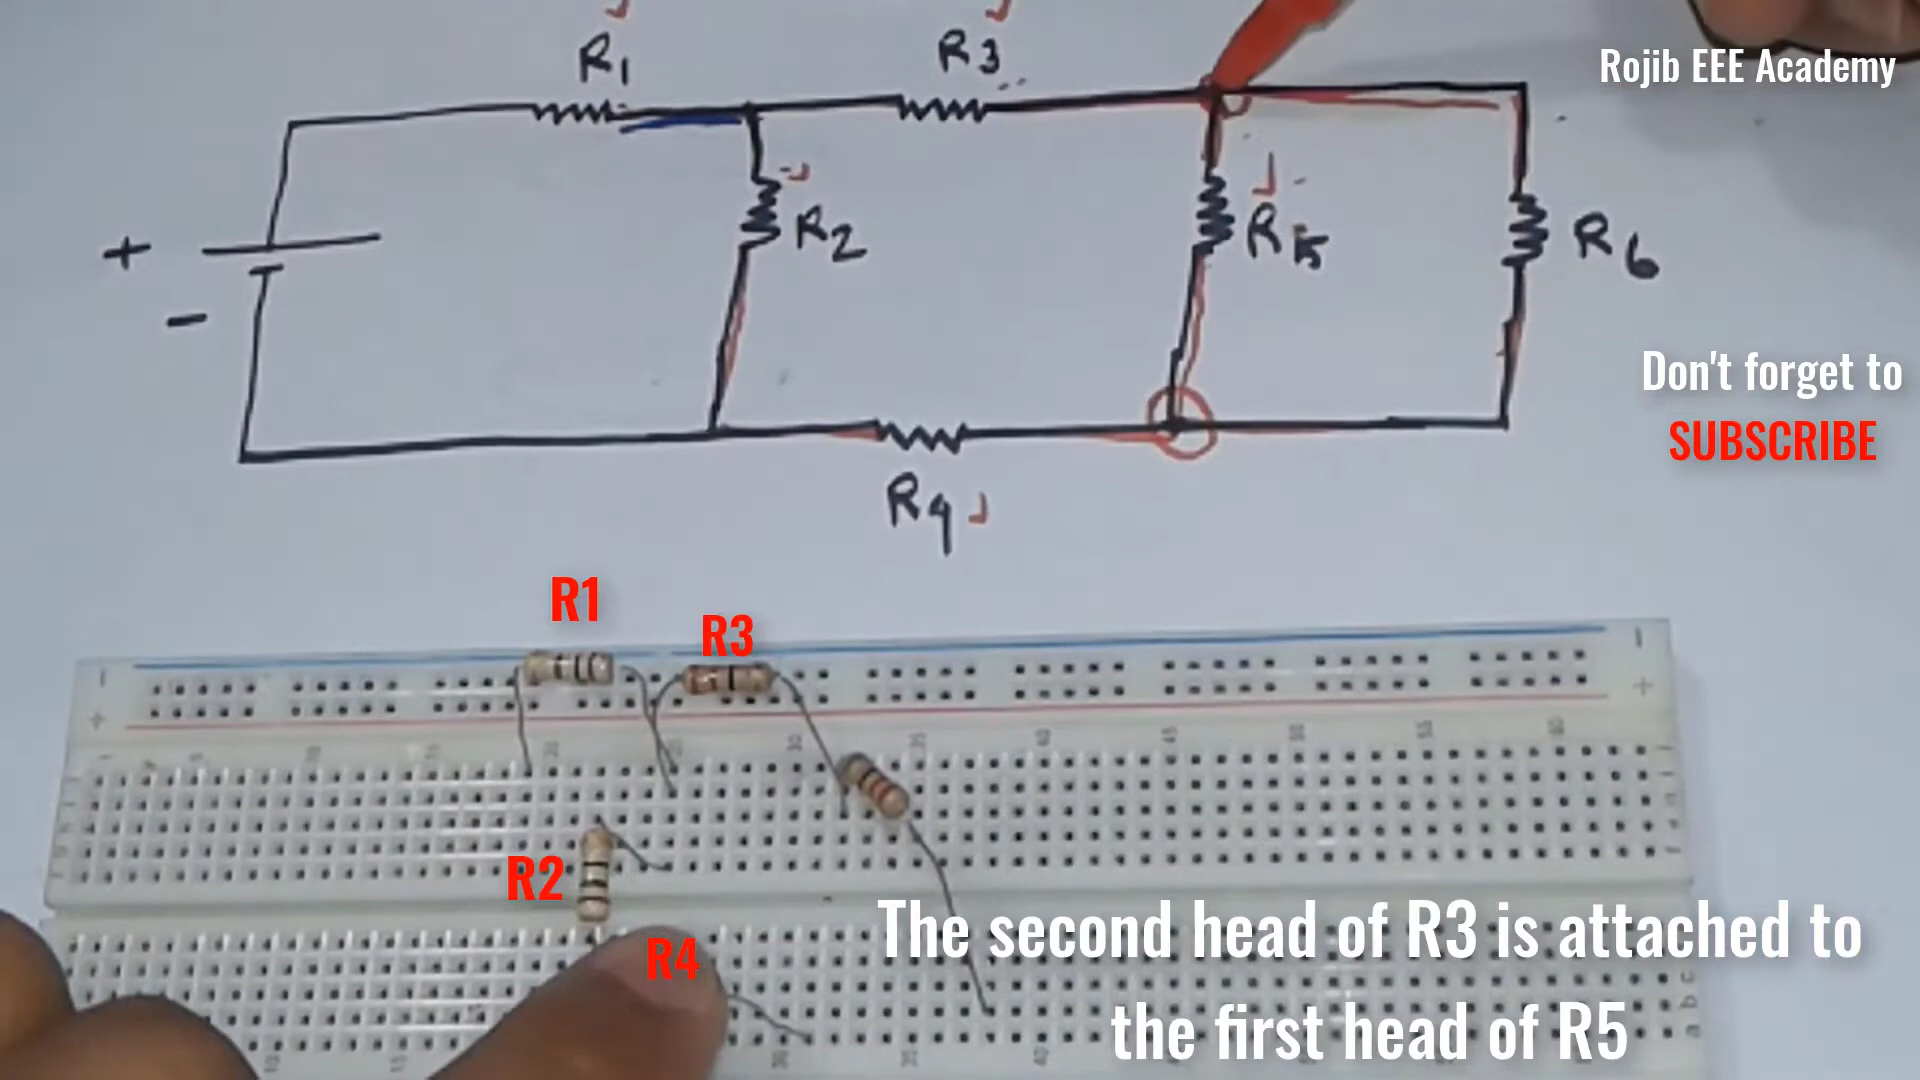 R1
R3
Rojib EEE Academy
R2
R5
R6
+
-
Don't forget to
SUBSCRIBE
R4
R1
R3
R2
R4
The second head of R3 is attached to
the first head of R5